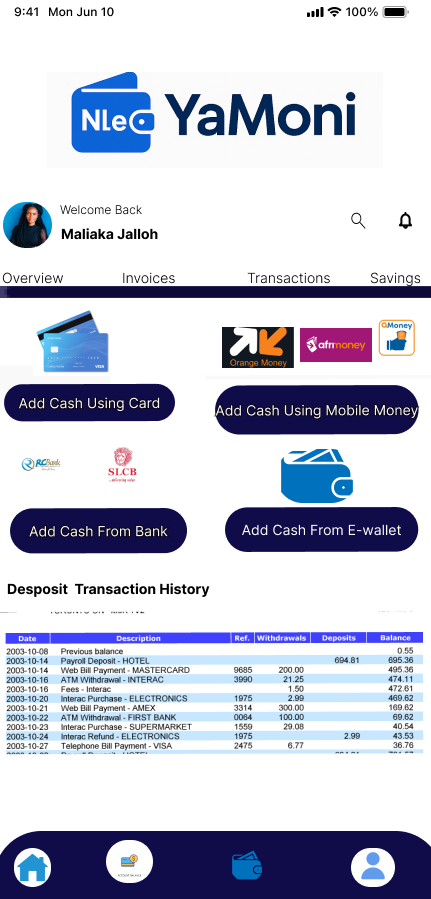 9:41 Mon Jun 10 100%
NLe YaMoni
Welcome Back
Maliaka Jalloh
Overview Invoices Transactions Savings
VISA
Orange Money afrimoney QMoney
Add Cash Using Card Add Cash Using Mobile Money
RCBank SLCB
Add Cash From Bank Add Cash From E-wallet
Desposit Transaction History
Date Description Ref. Withdrawals Deposits Balance
2003-10-08 Previous balance 0.55
2003-10-14 Payroll Deposit - HOTEL 694.81 695.36
2003-10-14 Web Bill Payment - MASTERCARD 9685 200.00 495.36
2003-10-16 ATM Withdrawal - INTERAC 3990 21.25 474.11
2003-10-16 Fees - Interac 1.50 472.61
2003-10-20 Interac Purchase - ELECTRONICS 1975 2.99 469.62
2003-10-21 Web Bill Payment - AMEX 3314 300.00 169.62
2003-10-22 ATM Withdrawal - FIRST BANK 0064 100.00 69.62
2003-10-23 Interac Purchase - SUPERMARKET 1559 29.08 40.54
2003-10-24 Interac Refund - ELECTRONICS 1975 2.99 43.53
2003-10-27 Telephone Bill Payment - VISA 2475 6.77 36.76
ACCOUNT BALANCE